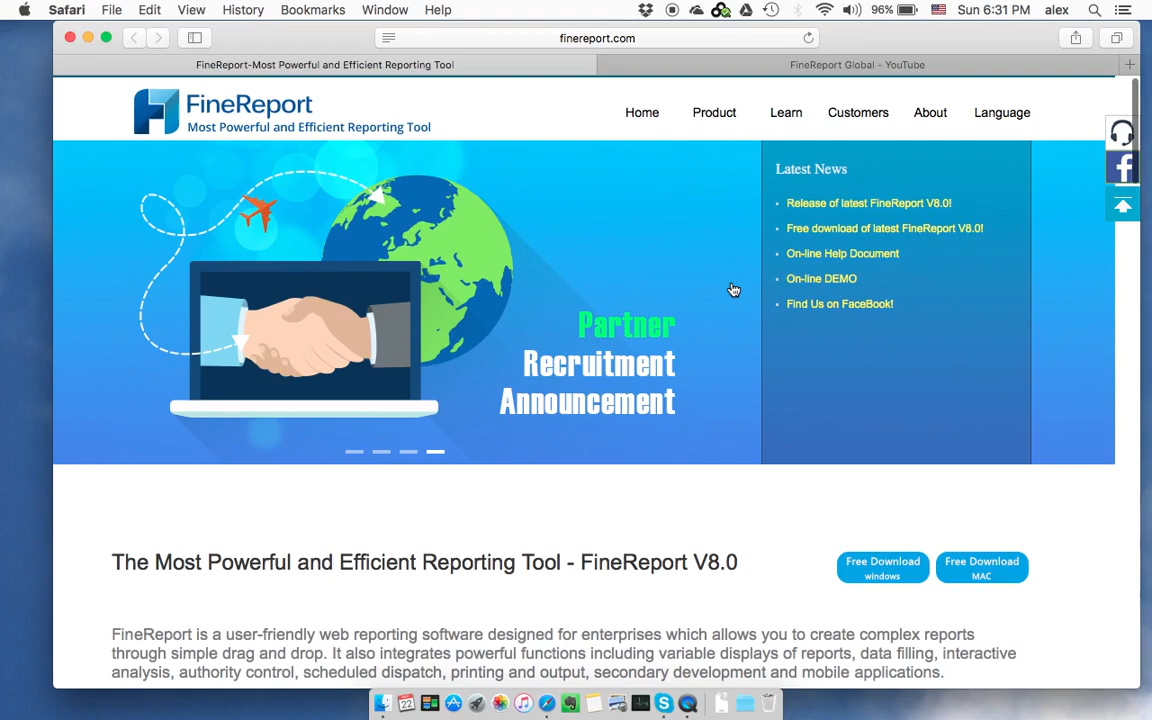 Safari File Edit View History Bookmarks Window Help 96% Sun 6:31 PM alex
finereport.com
FineReport-Most Powerful and Efficient Reporting Tool FineReport Global - YouTube
FineReport
Most Powerful and Efficient Reporting Tool
Home Product Learn Customers About Language
Partner
Recruitment
Announcement
Latest News
Release of latest FineReport V8.0!
Free download of latest FineReport V8.0!
On-line Help Document
On-line DEMO
Find Us on FaceBook!
The Most Powerful and Efficient Reporting Tool - FineReport V8.0
Free Download
windows
Free Download
MAC
FineReport is a user-friendly web reporting software designed for enterprises which allows you to create complex reports
through simple drag and drop. It also integrates powerful functions including variable displays of reports, data filling, interactive
analysis, authority control, scheduled dispatch, printing and output, secondary development and mobile applications.
22